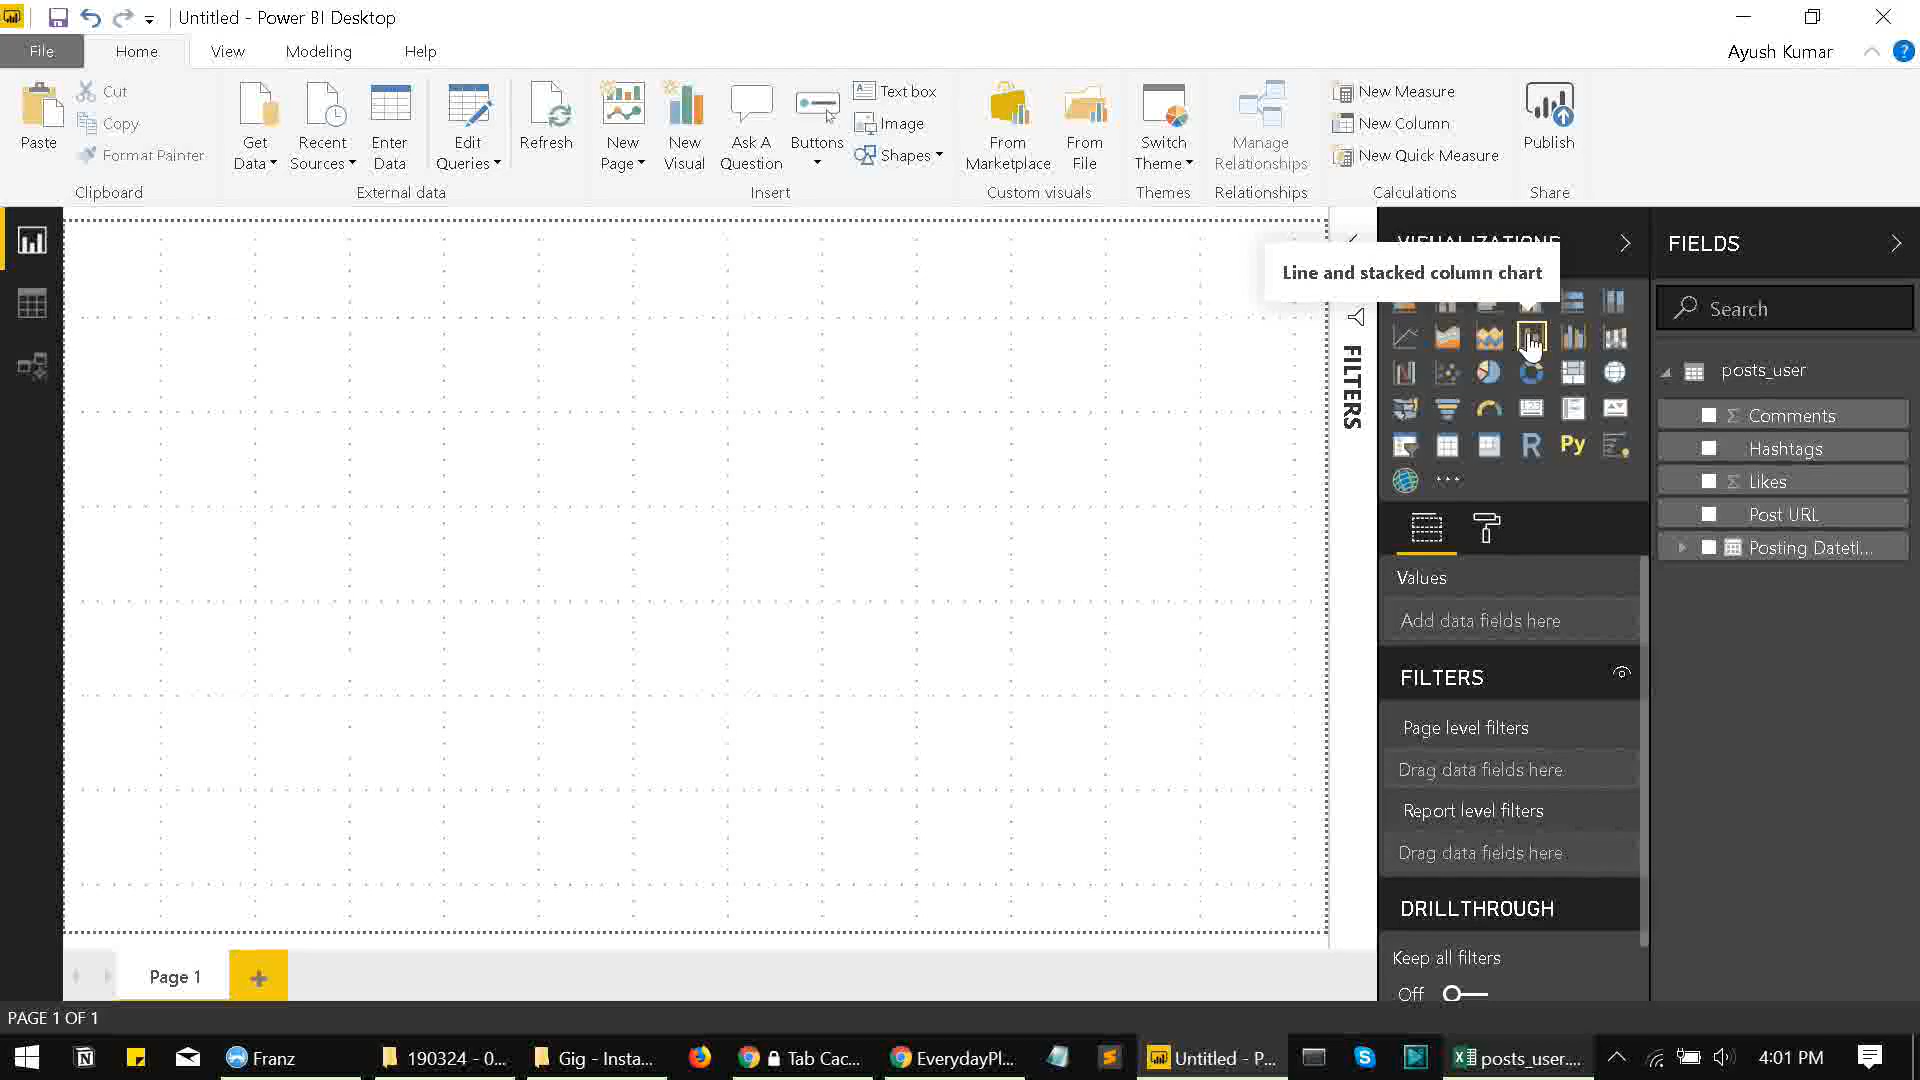 Untitled - Power BI Desktop
File
Home
View
Modeling
Help
Ayush Kumar
?
Paste
Cut
Copy
Format Painter
Clipboard
Get
Data
Recent
Sources
Enter
Data
External data
Edit
Queries
Refresh
New
Page
New
Visual
Ask A
Question
Buttons
Text box
Image
Shapes
Insert
From
Marketplace
From
File
Custom visuals
Switch
Theme
Themes
Manage
Relationships
Relationships
New Measure
New Column
New Quick Measure
Calculations
Publish
Share
VISUALIZATIONS
Line and stacked column chart
FILTERS
R
Py
Values
Add data fields here
FILTERS
Page level filters
Drag data fields here
Report level filters
Drag data fields here
DRILLTHROUGH
Keep all filters
Off
FIELDS
Search
posts_user
Σ Comments
Hashtags
Σ Likes
Post URL
Posting Dateti...
Page 1
+
PAGE 1 OF 1
Franz
190324 - 0...
Gig - Insta...
Tab Cac...
EverydayPl...
Untitled - P...
posts_user....
4:01 PM